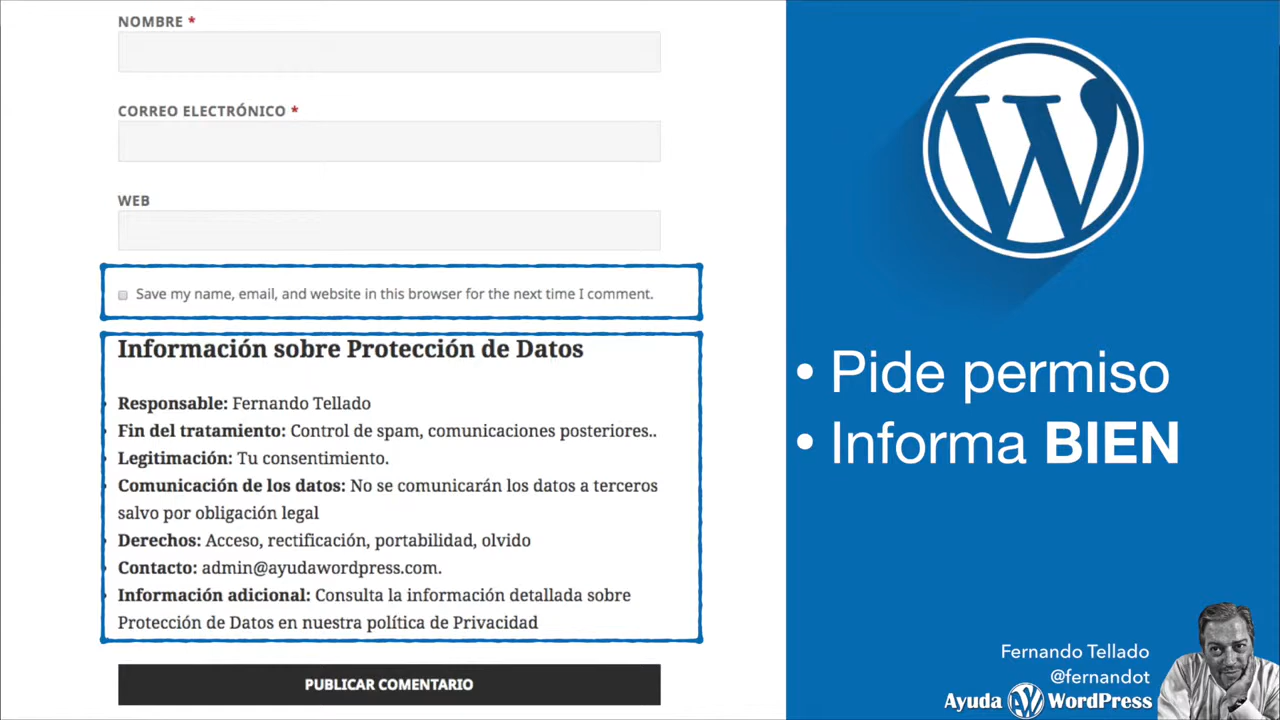 NOMBRE *
CORREO ELECTRÓNICO *
WEB
Save my name, email, and website in this browser for the next time I comment.
Información sobre Protección de Datos
Responsable: Fernando Tellado
Fin del tratamiento: Control de spam, comunicaciones posteriores..
Legitimación: Tu consentimiento.
Comunicación de los datos: No se comunicarán los datos a terceros
salvo por obligación legal
Derechos: Acceso, rectificación, portabilidad, olvido
Contacto: admin@ayudawordpress.com.
Información adicional: Consulta la información detallada sobre
Protección de Datos en nuestra política de Privacidad
PUBLICAR COMENTARIO
W
• Pide permiso
• Informa BIEN
Fernando Tellado
@fernandot
Ayuda AW WordPress